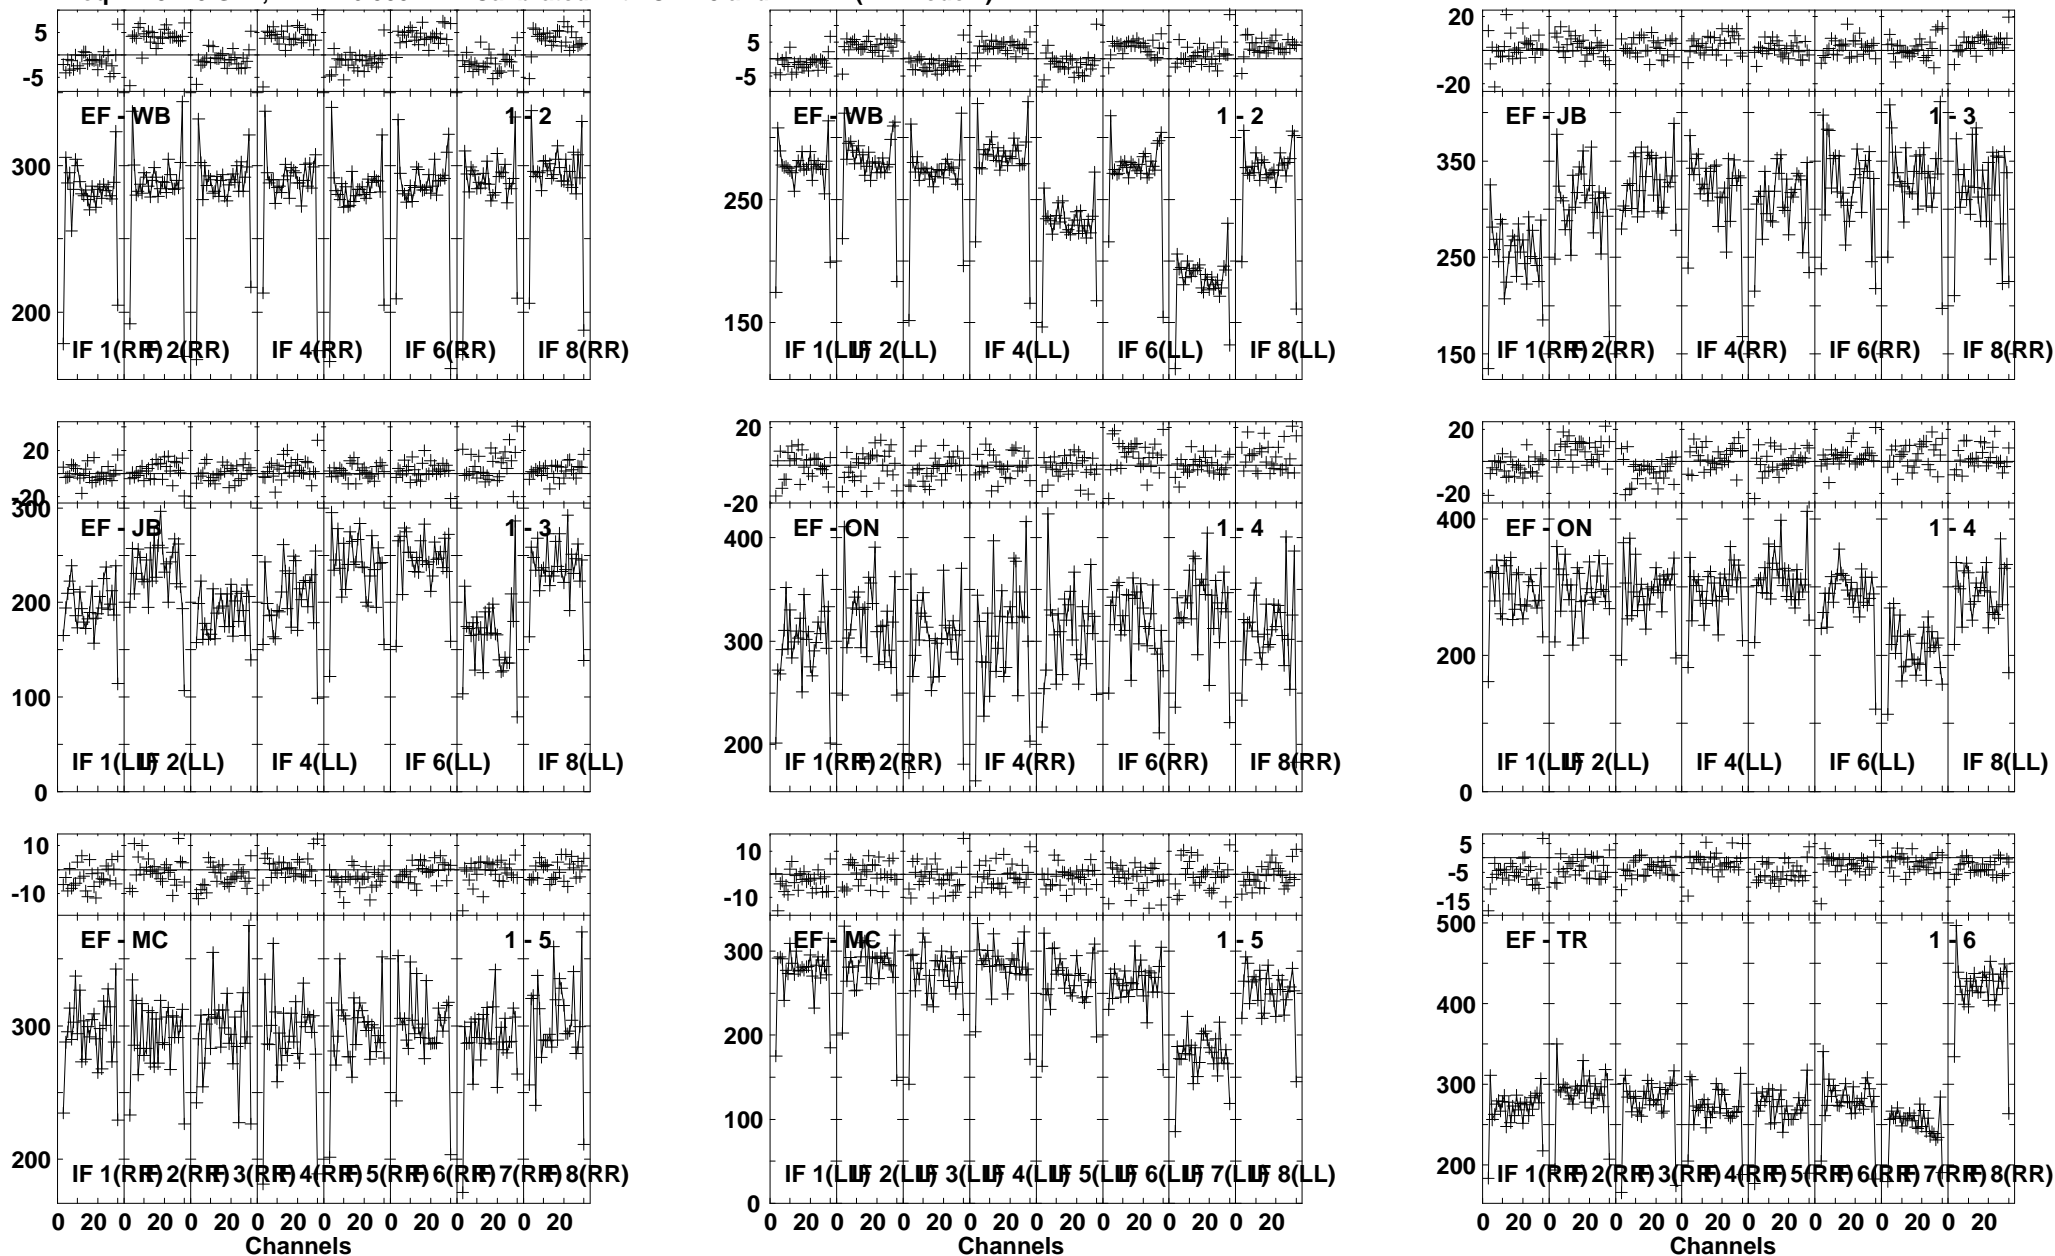 5
-5
EF - WB
1 - 2
300
200
IF 1(RR)
IF 2(RR)
IF 4(RR)
IF 6(RR)
IF 8(RR)
5
-5
EF - WB
1 - 2
250
150
IF 1(LL)
IF 2(LL)
IF 4(LL)
IF 6(LL)
IF 8(LL)
20
-20
EF - JB
1 - 3
350
250
150
IF 1(RR)
IF 2(RR)
IF 4(RR)
IF 6(RR)
IF 8(RR)
20
-20
300
EF - JB
1 - 3
200
100
0
IF 1(LL)
IF 2(LL)
IF 4(LL)
IF 6(LL)
IF 8(LL)
20
-20
EF - ON
1 - 4
400
300
200
IF 1(RR)
IF 2(RR)
IF 4(RR)
IF 6(RR)
IF 8(RR)
20
-20
400
EF - ON
1 - 4
200
0
IF 1(LL)
IF 2(LL)
IF 4(LL)
IF 6(LL)
IF 8(LL)
10
-10
EF - MC
1 - 5
300
200
IF 1(RR)
IF 2(RR)
IF 3(RR)
IF 4(RR)
IF 5(RR)
IF 6(RR)
IF 7(RR)
IF 8(RR)
0 20 0 20 0 20 0 20 0 20 0 20 0 20 0 20
Channels
10
-10
EF - MC
1 - 5
300
200
100
0
IF 1(LL)
IF 2(LL)
IF 3(LL)
IF 4(LL)
IF 5(LL)
IF 6(LL)
IF 7(LL)
IF 8(LL)
0 20 0 20 0 20 0 20 0 20 0 20 0 20 0 20
Channels
5
-5
-15
500
EF - TR
1 - 6
400
300
200
IF 1(RR)
IF 2(RR)
IF 3(RR)
IF 4(RR)
IF 5(RR)
IF 6(RR)
IF 7(RR)
IF 8(RR)
0 20 0 20 0 20 0 20 0 20 0 20 0 20 0 20
Channels